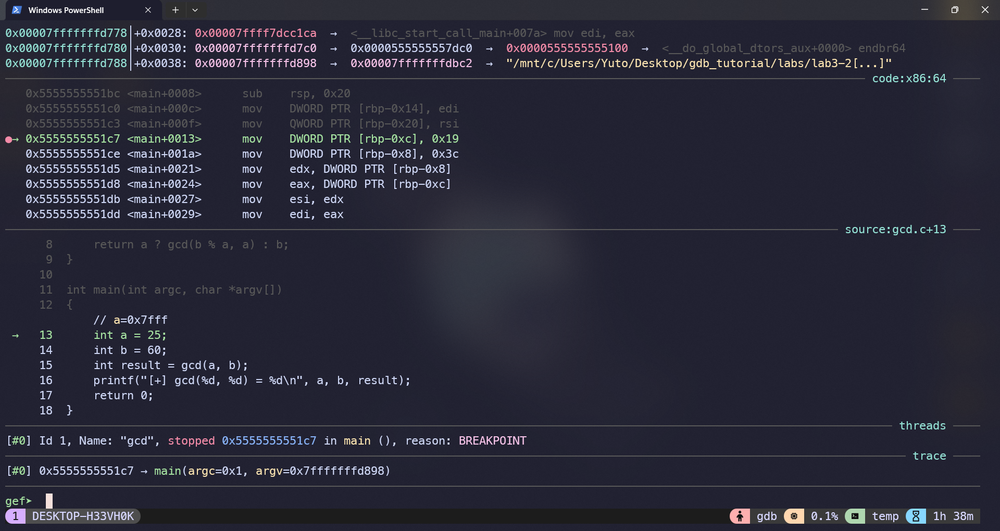 Windows PowerShell
0x00007fffffffd778│+0x0028: 0x00007ffff7dcc1ca → <__libc_start_call_main+007a> mov edi, eax
0x00007fffffffd780│+0x0030: 0x00007fffffffd7c0 → 0x0000555555557dc0 → 0x0000555555555100 → <__do_global_dtors_aux+0000> endbr64
0x00007fffffffd788│+0x0038: 0x00007fffffffd898 → 0x00007fffffffdbc2 → "/mnt/c/Users/Yuto/Desktop/gdb_tutorial/labs/lab3-2[...]"
code:x86:64
0x5555555551bc <main+0008> sub rsp, 0x20
0x5555555551c0 <main+000c> mov DWORD PTR [rbp-0x14], edi
0x5555555551c3 <main+000f> mov QWORD PTR [rbp-0x20], rsi
●→ 0x5555555551c7 <main+0013> mov DWORD PTR [rbp-0xc], 0x19
0x5555555551ce <main+001a> mov DWORD PTR [rbp-0x8], 0x3c
0x5555555551d5 <main+0021> mov edx, DWORD PTR [rbp-0x8]
0x5555555551d8 <main+0024> mov eax, DWORD PTR [rbp-0xc]
0x5555555551db <main+0027> mov esi, edx
0x5555555551dd <main+0029> mov edi, eax
source:gcd.c+13
8 return a ? gcd(b % a, a) : b;
9 }
10
11 int main(int argc, char *argv[])
12 {
// a=0x7fff
→ 13 int a = 25;
14 int b = 60;
15 int result = gcd(a, b);
16 printf("[+] gcd(%d, %d) = %d\n", a, b, result);
17 return 0;
18 }
threads
[#0] Id 1, Name: "gcd", stopped 0x5555555551c7 in main (), reason: BREAKPOINT
trace
[#0] 0x5555555551c7 → main(argc=0x1, argv=0x7fffffffd898)
gef➤
1 DESKTOP-H33VH0K gdb 0.1% temp 1h 38m